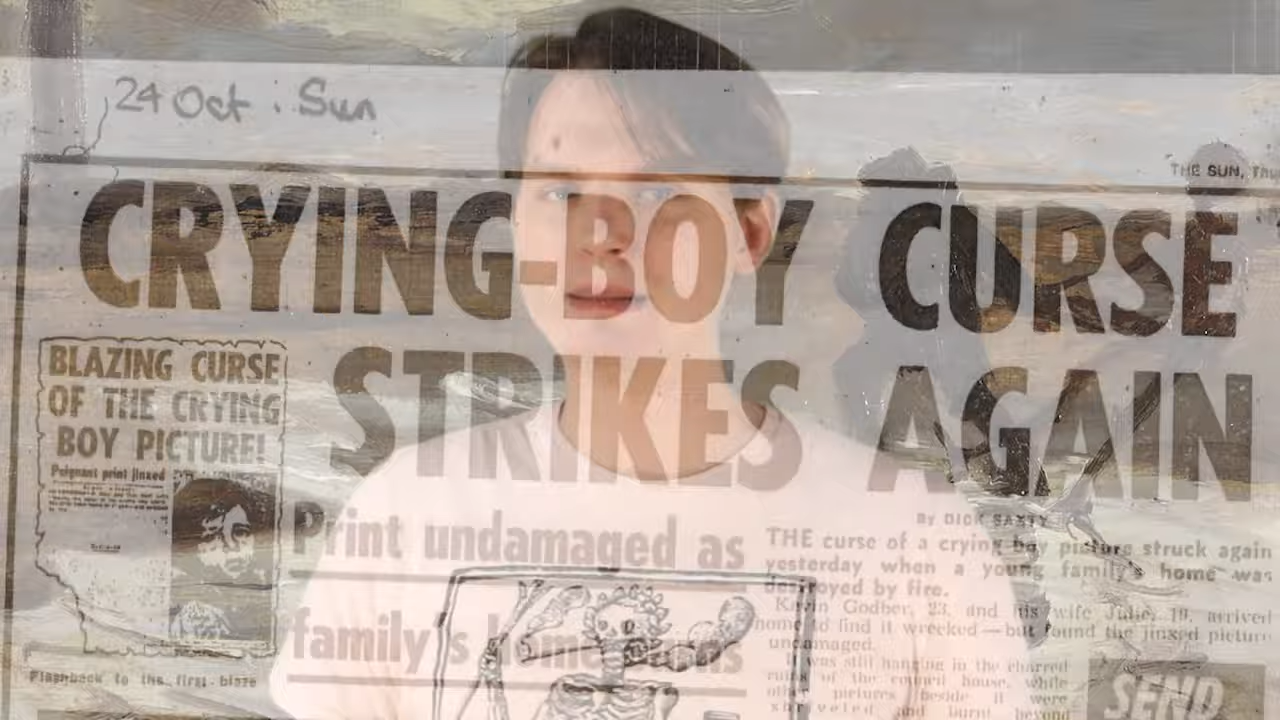 24 Oct : Sun
THE SUN,
CRYING-BOY CURSE
STRIKES AGAIN
BLAZING CURSE
OF THE CRYING
BOY PICTURE!
Poignant print jinxed
Flashback to the first blaze
Print undamaged as
family's home burns
By DICK SAXTY
THE curse of a crying boy picture struck again
yesterday when a young family's home was
destroyed by fire.
Kevin Godber, 23, and his wife Julie, 19, arrived
home to find it wrecked — but found the jinxed picture
undamaged.
It was still hanging in the charred
ruins of the council house, while
other pictures beside it were
shriveled and burnt beyond
SEND